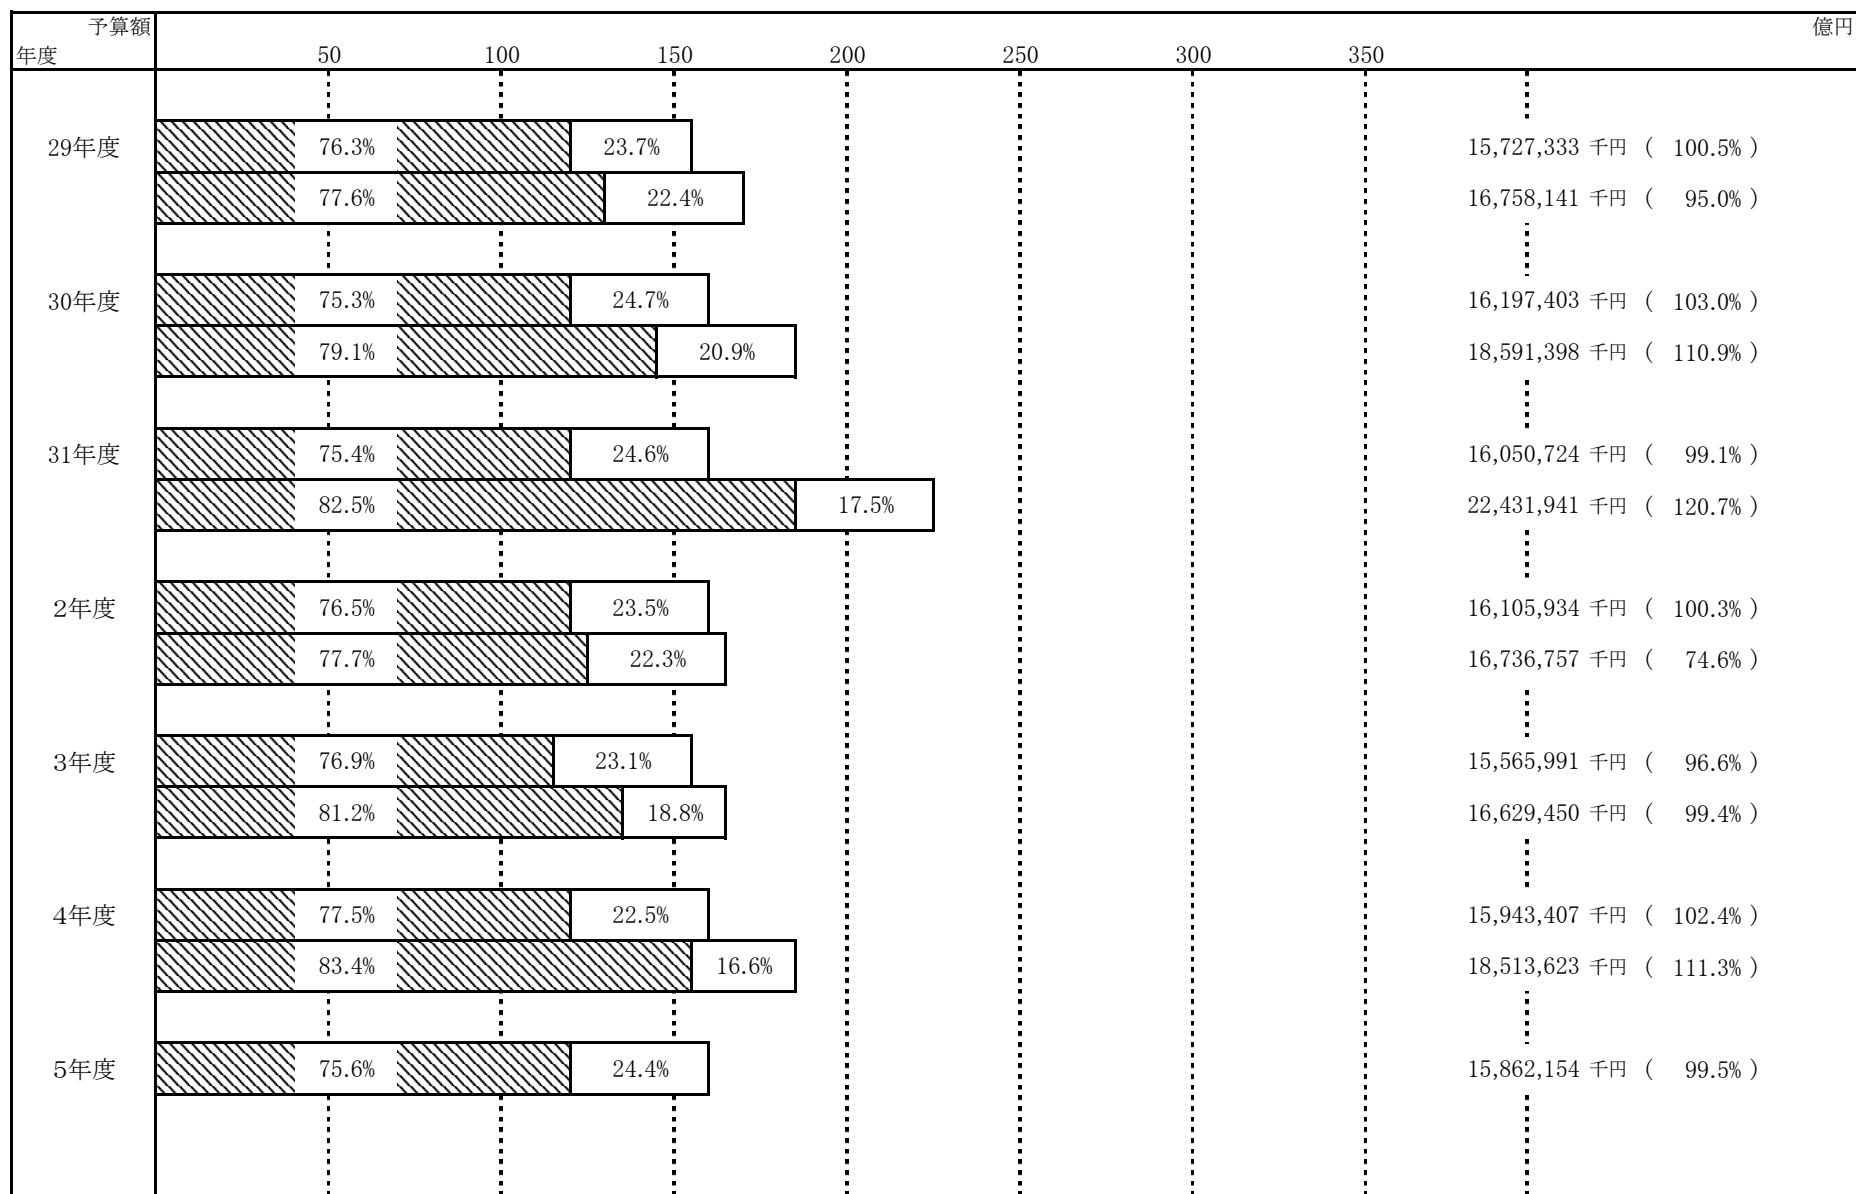 予算額 億円
年度 50 100 150 200 250 300 350
29年度 76.3% 23.7% 15,727,333 千円 ( 100.5% )
77.6% 22.4% 16,758,141 千円 ( 95.0% )
30年度 75.3% 24.7% 16,197,403 千円 ( 103.0% )
79.1% 20.9% 18,591,398 千円 ( 110.9% )
31年度 75.4% 24.6% 16,050,724 千円 ( 99.1% )
82.5% 17.5% 22,431,941 千円 ( 120.7% )
2年度 76.5% 23.5% 16,105,934 千円 ( 100.3% )
77.7% 22.3% 16,736,757 千円 ( 74.6% )
3年度 76.9% 23.1% 15,565,991 千円 ( 96.6% )
81.2% 18.8% 16,629,450 千円 ( 99.4% )
4年度 77.5% 22.5% 15,943,407 千円 ( 102.4% )
83.4% 16.6% 18,513,623 千円 ( 111.3% )
5年度 75.6% 24.4% 15,862,154 千円 ( 99.5% )